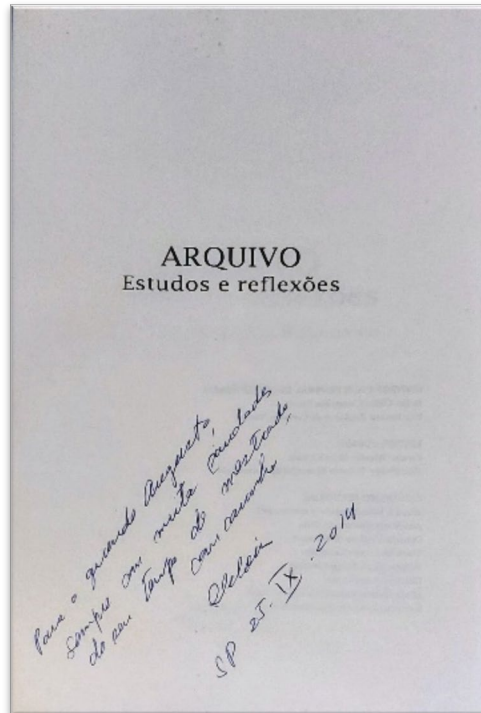 ARQUIVO
Estudos e reflexões
Para o querido Augusto,
sempre com muita saudades
do seu tempo de mestrado,
com carinho
SP 25.IX.2014